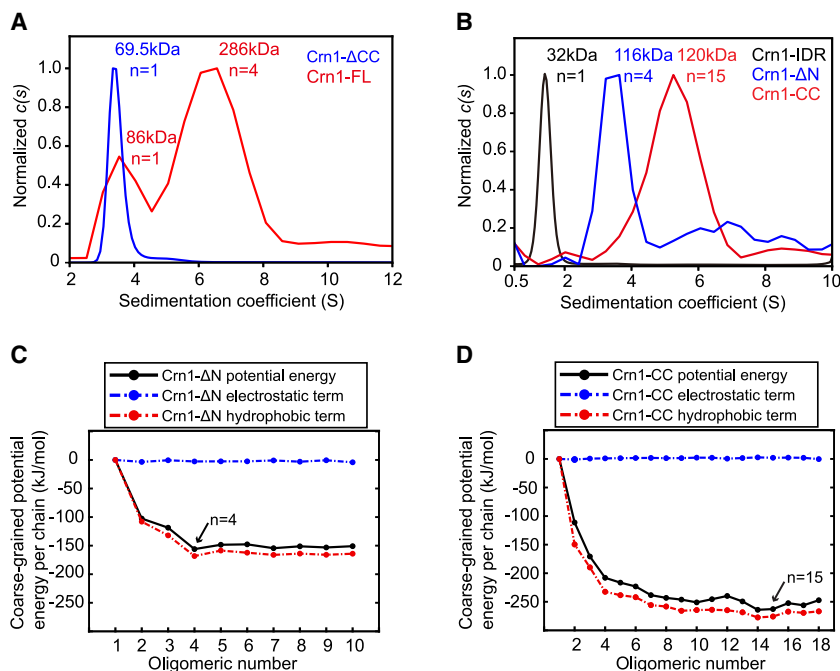 A
69.5kDa
n=1
286kDa
n=4
86kDa
n=1
Crn1-ΔCC
Crn1-FL
Normalized c(s)
1.0
0.8
0.6
0.4
0.2
0
2 4 6 8 10 12
Sedimentation coefficient (S)
B
32kDa
n=1
116kDa
n=4
120kDa
n=15
Crn1-IDR
Crn1-ΔN
Crn1-CC
Normalized c(s)
1.0
0.8
0.6
0.4
0.2
0
0.5 2 4 6 8 10
Sedimentation coefficient (S)
C
Crn1-ΔN potential energy
Crn1-ΔN electrostatic term
Crn1-ΔN hydrophobic term
Coarse-grained potential
energy per chain (kJ/mol)
0
-50
-100
-150
-200
-250
n=4
1 2 3 4 5 6 7 8 9 10
Oligomeric number
D
Crn1-CC potential energy
Crn1-CC electrostatic term
Crn1-CC hydrophobic term
Coarse-grained potential
energy per chain (kJ/mol)
0
-50
-100
-150
-200
-250
n=15
2 4 6 8 10 12 14 16 18
Oligomeric number